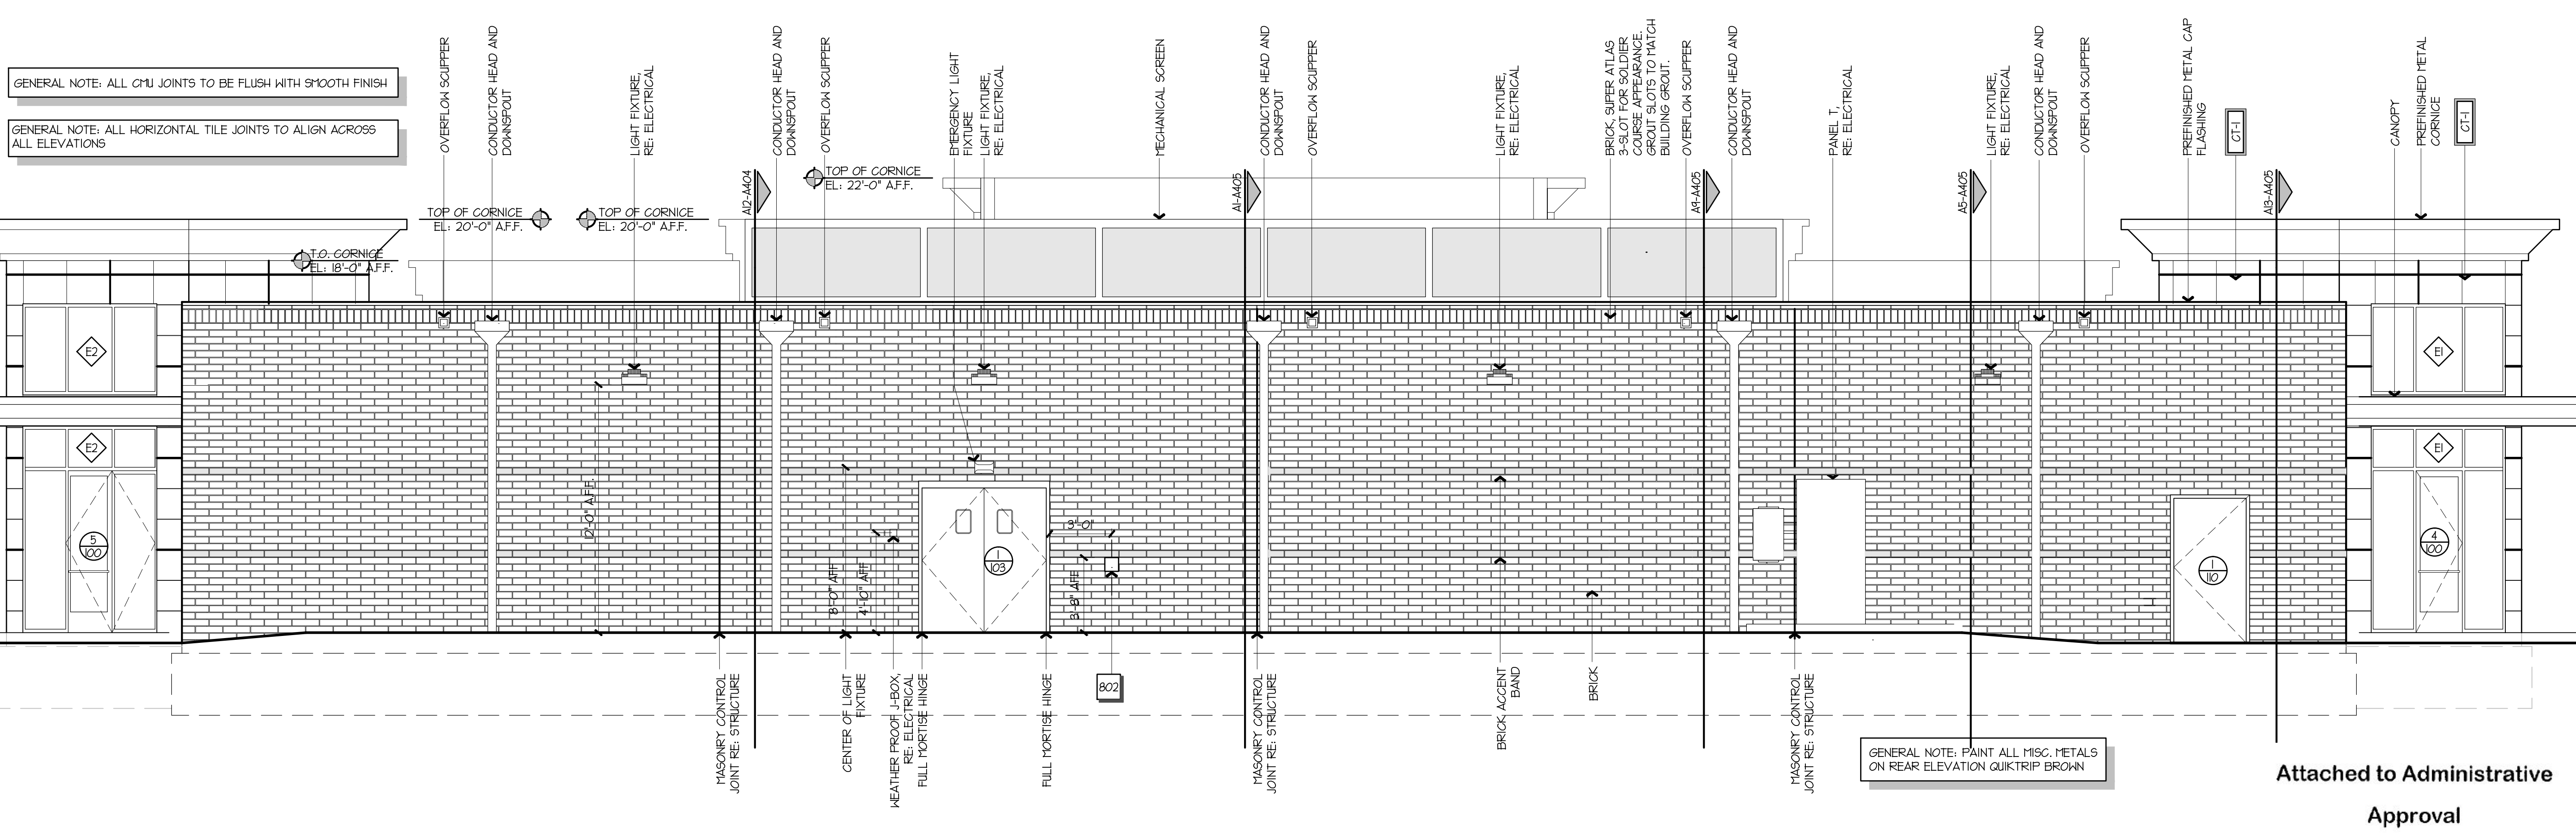 GENERAL NOTE: ALL CMU JOINTS TO BE FLUSH WITH SMOOTH FINISH
GENERAL NOTE: ALL HORIZONTAL TILE JOINTS TO ALIGN ACROSS
ALL ELEVATIONS
OVERFLOW SCUPPER
CONDUCTOR HEAD AND
DOWNSPOUT
LIGHT FIXTURE,
RE: ELECTRICAL
CONDUCTOR HEAD AND
DOWNSPOUT
OVERFLOW SCUPPER
EMERGENCY LIGHT
FIXTURE
LIGHT FIXTURE,
RE: ELECTRICAL
MECHANICAL SCREEN
CONDUCTOR HEAD AND
DOWNSPOUT
OVERFLOW SCUPPER
LIGHT FIXTURE,
RE: ELECTRICAL
BRICK, SUPER ATLAS
3-SLOT FOR SOLDIER
COURSE APPEARANCE.
GROUT SLOTS TO MATCH
BUILDING GROUT.
OVERFLOW SCUPPER
CONDUCTOR HEAD AND
DOWNSPOUT
PANEL T,
RE: ELECTRICAL
LIGHT FIXTURE,
RE: ELECTRICAL
CONDUCTOR HEAD AND
DOWNSPOUT
OVERFLOW SCUPPER
PREFINISHED METAL CAP
FLASHING
CT-1
CANOPY
PREFINISHED METAL
CORNICE
CT-1
A12-A404
A1-A405
A9-A405
A5-A405
A13-A405
TOP OF CORNICE
EL: 22'-0" A.F.F.
TOP OF CORNICE
EL: 20'-0" A.F.F.
TOP OF CORNICE
EL: 20'-0" A.F.F.
T.O. CORNICE
EL: 18'-0" A.F.F.
E2
E1
E2
E1
12'-0" A.F.F.
8'-0" AFF
4'-10" AFF
3'-0"
3'-8" AFF
5
100
1
103
1
110
4
100
MASONRY CONTROL
JOINT RE: STRUCTURE
CENTER OF LIGHT
FIXTURE
WEATHER PROOF J-BOX,
RE: ELECTRICAL
FULL MORTISE HINGE
FULL MORTISE HINGE
802
MASONRY CONTROL
JOINT RE: STRUCTURE
BRICK ACCENT
BAND
BRICK
MASONRY CONTROL
JOINT RE: STRUCTURE
GENERAL NOTE: PAINT ALL MISC. METALS
ON REAR ELEVATION QUIKTRIP BROWN
Attached to Administrative
Approval